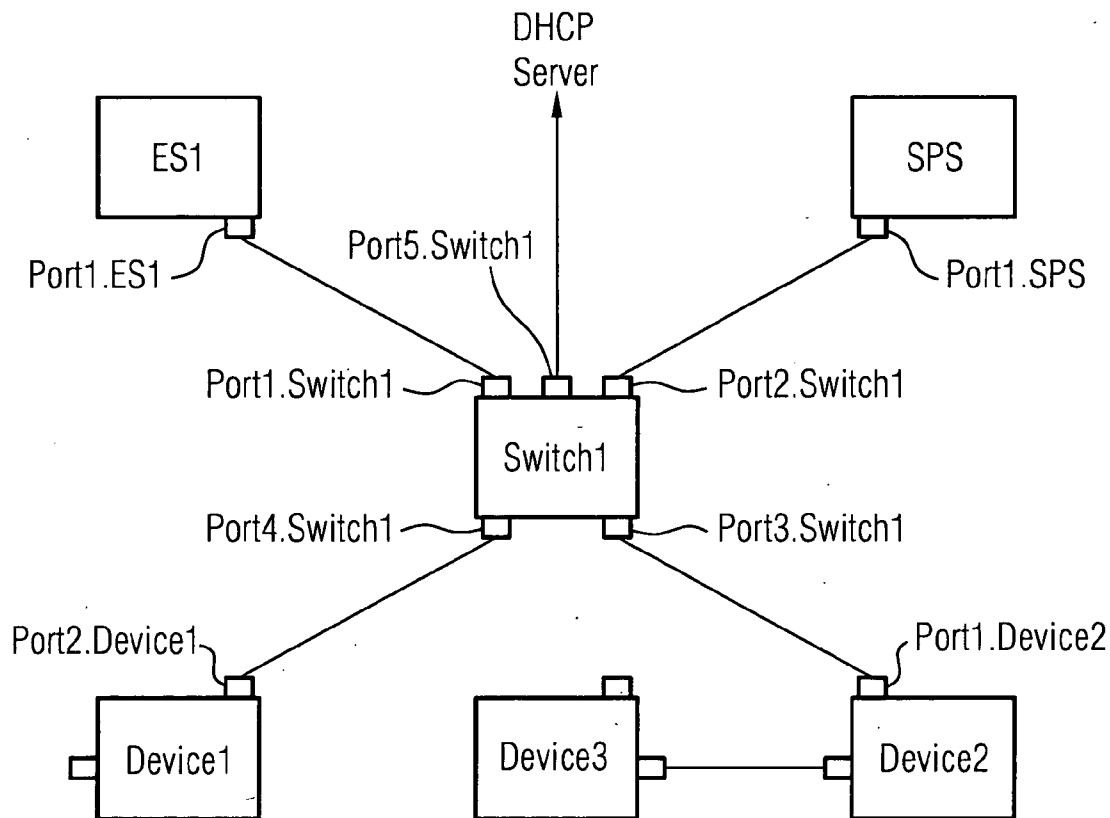 DHCP
Server
ES1
SPS
Port5.Switch1
Port1.ES1
Port1.SPS
Port1.Switch1
Port2.Switch1
Switch1
Port4.Switch1
Port3.Switch1
Port2.Device1
Port1.Device2
Device1
Device3
Device2